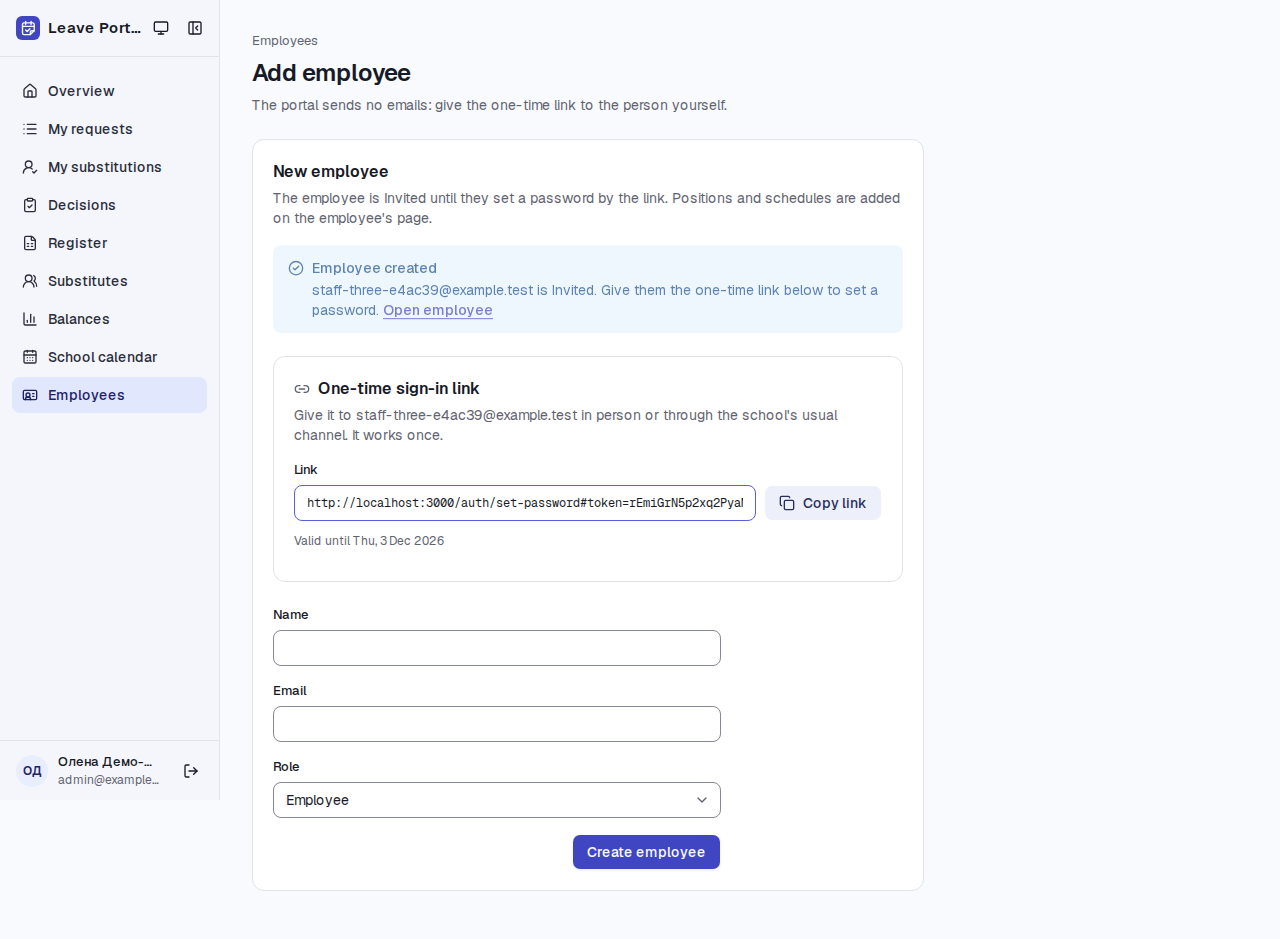 Leave Port...
Overview
My requests
My substitutions
Decisions
Register
Substitutes
Balances
School calendar
Employees
ОД
Олена Демо-...
admin@example...
Employees
Add employee
The portal sends no emails: give the one-time link to the person yourself.
New employee
The employee is Invited until they set a password by the link. Positions and schedules are added
on the employee's page.
Employee created
staff-three-e4ac39@example.test is Invited. Give them the one-time link below to set a
password. Open employee
One-time sign-in link
Give it to staff-three-e4ac39@example.test in person or through the school's usual
channel. It works once.
Link
http://localhost:3000/auth/set-password#token=rEmiGrN5p2xq2Pya
Copy link
Valid until Thu, 3 Dec 2026
Name
Email
Role
Employee
Create employee